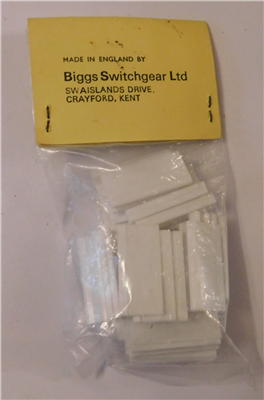 MADE IN ENGLAND BY
Biggs Switchgear Ltd
SWAISLANDS DRIVE,
CRAYFORD, KENT